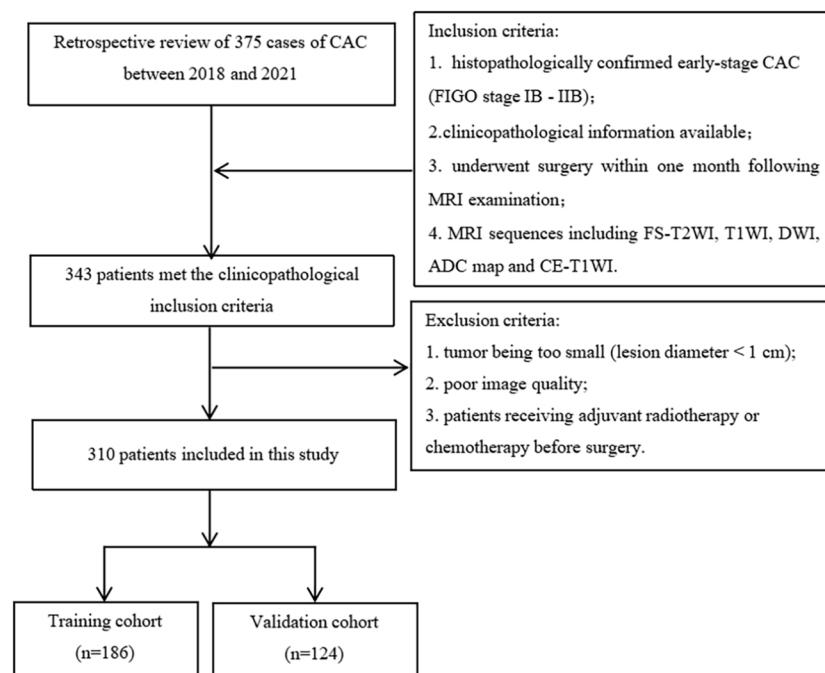 Retrospective review of 375 cases of CAC
between 2018 and 2021
Inclusion criteria:
1. histopathologically confirmed early-stage CAC
(FIGO stage IB - IIB);
2.clinicopathological information available;
3. underwent surgery within one month following
MRI examination;
4. MRI sequences including FS-T2WI, T1WI, DWI,
ADC map and CE-T1WI.
343 patients met the clinicopathological
inclusion criteria
Exclusion criteria:
1. tumor being too small (lesion diameter < 1 cm);
2. poor image quality;
3. patients receiving adjuvant radiotherapy or
chemotherapy before surgery.
310 patients included in this study
Training cohort
(n=186)
Validation cohort
(n=124)